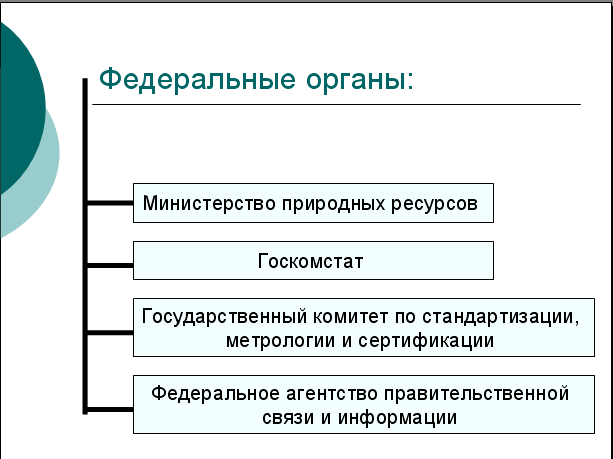 Федеральные органы:
Министерство природных ресурсов
Госкомстат
Государственный комитет по стандартизации,
метрологии и сертификации
Федеральное агентство правительственной
связи и информации